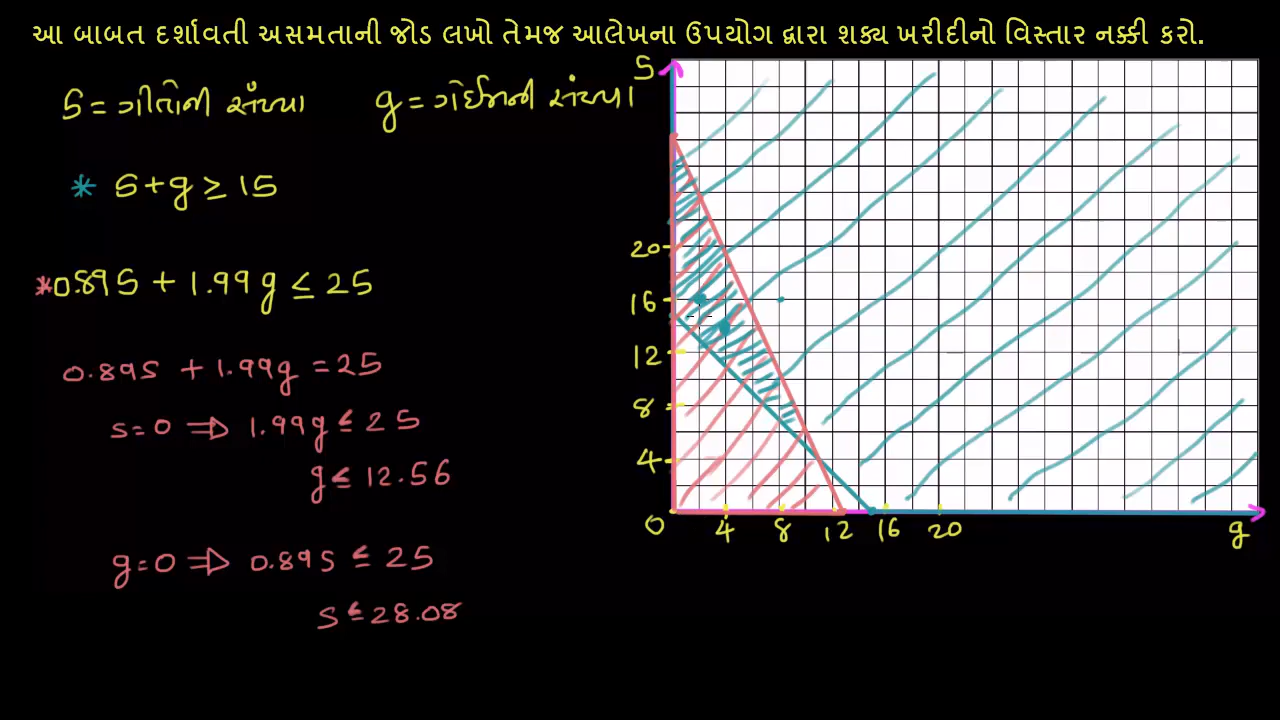 આ બાબત દર્શાવતી અસમતાની જોડ લખો તેમજ આલેખના ઉપયોગ દ્વારા શક્ય ખરીદીનો વિસ્તાર નક્કી કરો.
S = ગીતોની સંખ્યા g = ગેઈમની સંખ્યા
* S + g ≥ 15
* 0.89S + 1.99g ≤ 25
0.89S + 1.99g = 25
S = 0 ⇒ 1.99g ≤ 25
g ≤ 12.56
g = 0 ⇒ 0.89S ≤ 25
S ≤ 28.08
S
20
16
12
8
4
0 4 8 12 16 20 g